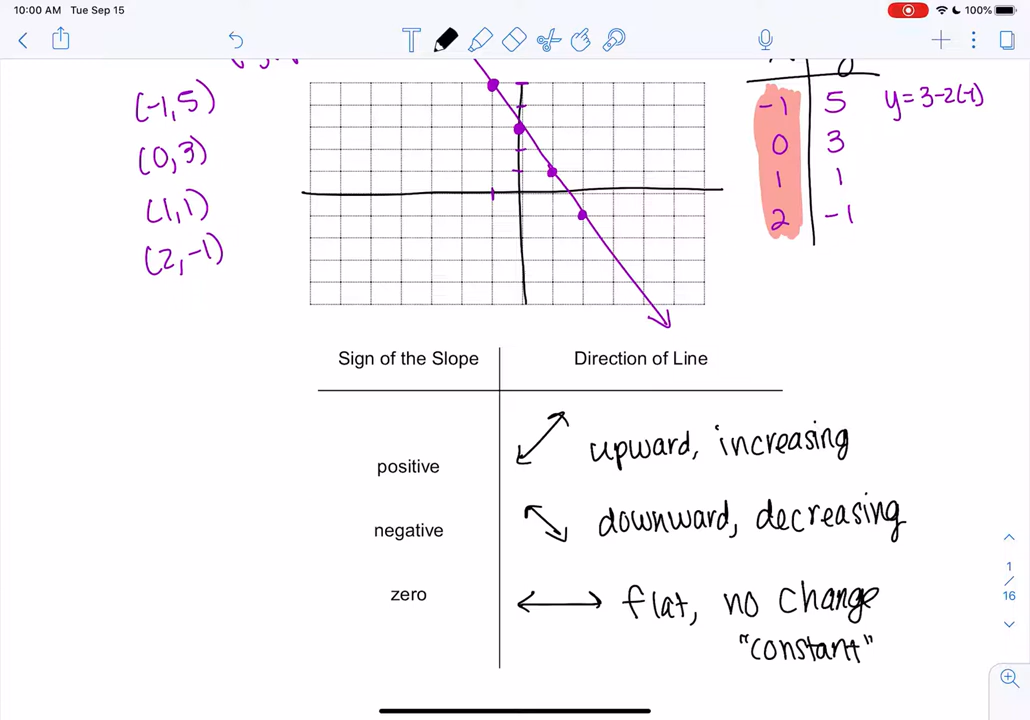 10:00 AM Tue Sep 15
100%
T
(-1,5)
(0,3)
(1,1)
(2,-1)
-1 5 y=3-2(-1)
0 3
1 1
2 -1
Sign of the Slope Direction of Line
positive upward, increasing
negative downward, decreasing
zero flat, no change
"constant"
1
/
16